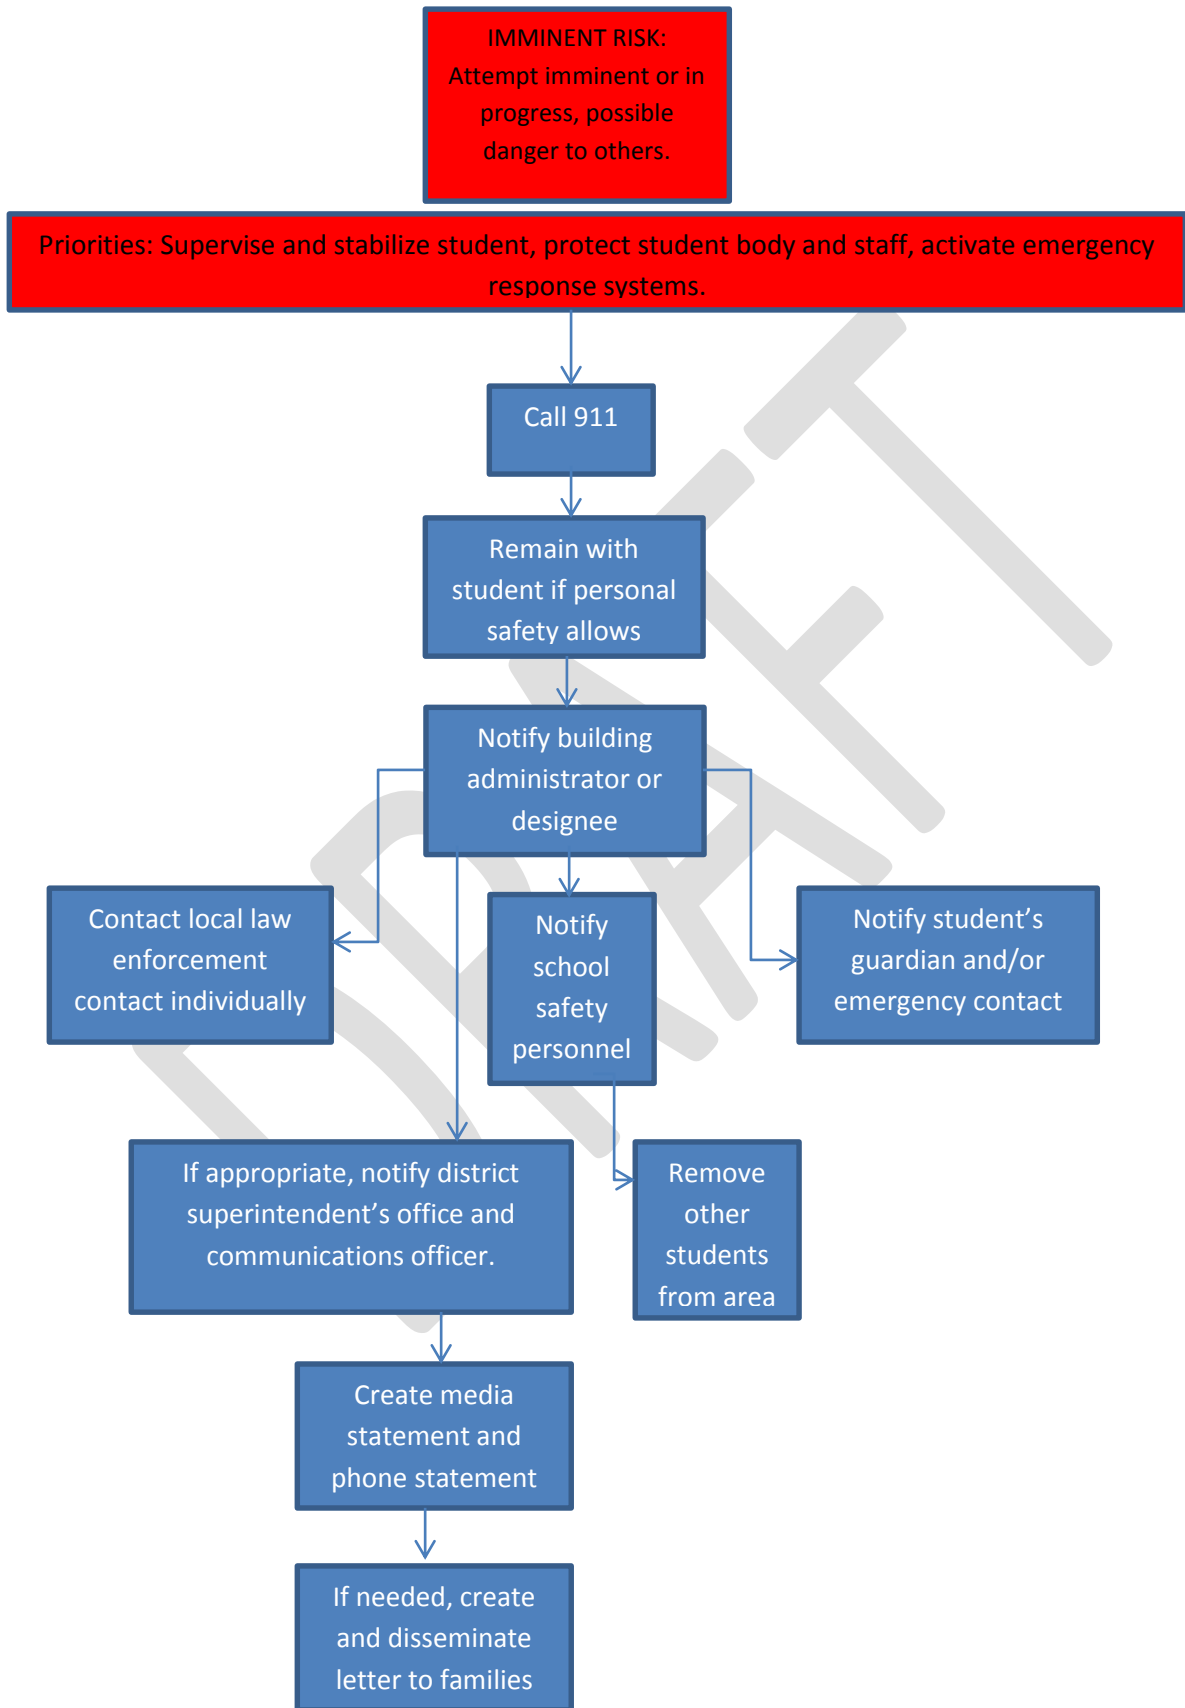 IMMINENT RISK:
Attempt imminent or in
progress, possible
danger to others.
Priorities: Supervise and stabilize student, protect student body and staff, activate emergency
response systems.
Call 911
Remain with
student if personal
safety allows
Notify building
administrator or
designee
Contact local law
enforcement
contact individually
Notify
school
safety
personnel
Notify student’s
guardian and/or
emergency contact
If appropriate, notify district
superintendent’s office and
communications officer.
Remove
other
students
from area
Create media
statement and
phone statement
If needed, create
and disseminate
letter to families
DRAFT